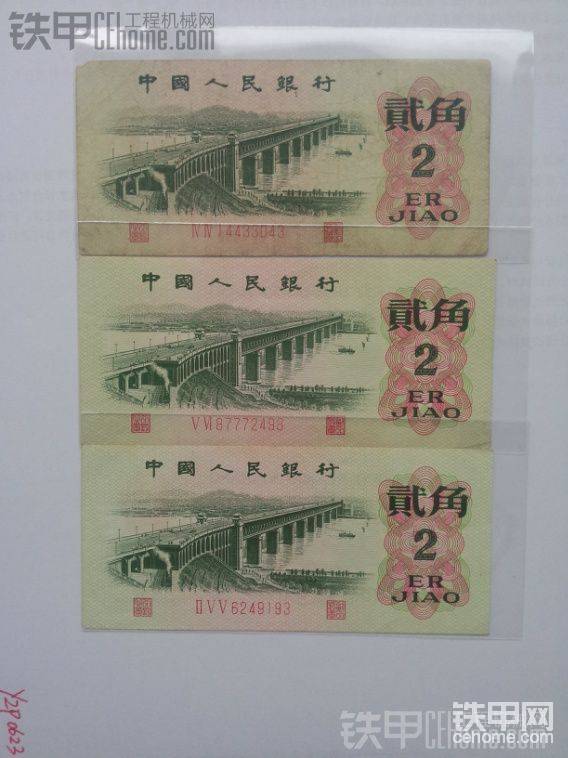 铁甲 工程机械网
CEhome.com
中國人民銀行
貳角
2
ER
JIAO
中國人民銀行
貳角
2
ER
JIAO
VVI87772493
中國人民銀行
貳角
2
ER
JIAO
IIVV6249193
铁甲网
cehome.com